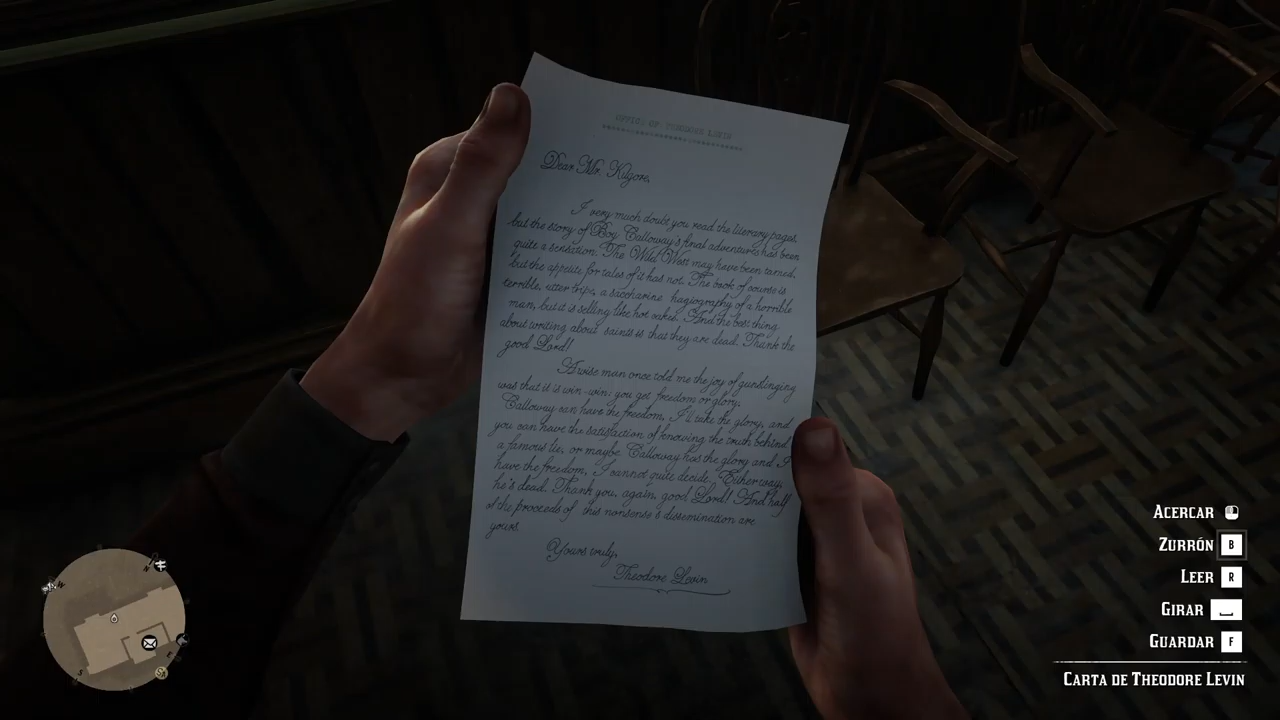 OFFICE OF THEODORE LEVIN
Dear Mr. Kilgore,
I very much doubt you read the literary pages,
but the story of Boy Calloway's final adventures has been
quite a sensation. The Wild West may have been tamed,
but the appetite for tales of it has not. The book of course is
terrible, utter tripe, a saccharine hagiography of a horrible
man, but it is selling like hot cakes. And the best thing
about writing about saints is that they are dead. Thank the
good Lord!
A wise man once told me the joy of gunslinging
was that it is win-win: you get freedom or glory.
Calloway can have the freedom, I'll take the glory, and
you can have the satisfaction of knowing the truth behind
a famous lie, or maybe Calloway has the glory and I
have the freedom, I cannot quite decide. Either way,
he's dead. Thank you, again, good Lord! And half
of the proceeds of this nonsense's dissemination are
yours.
Yours truly,
Theodore Levin
ACERCAR
ZURRÓN B
LEER R
GIRAR
GUARDAR F
CARTA DE THEODORE LEVIN